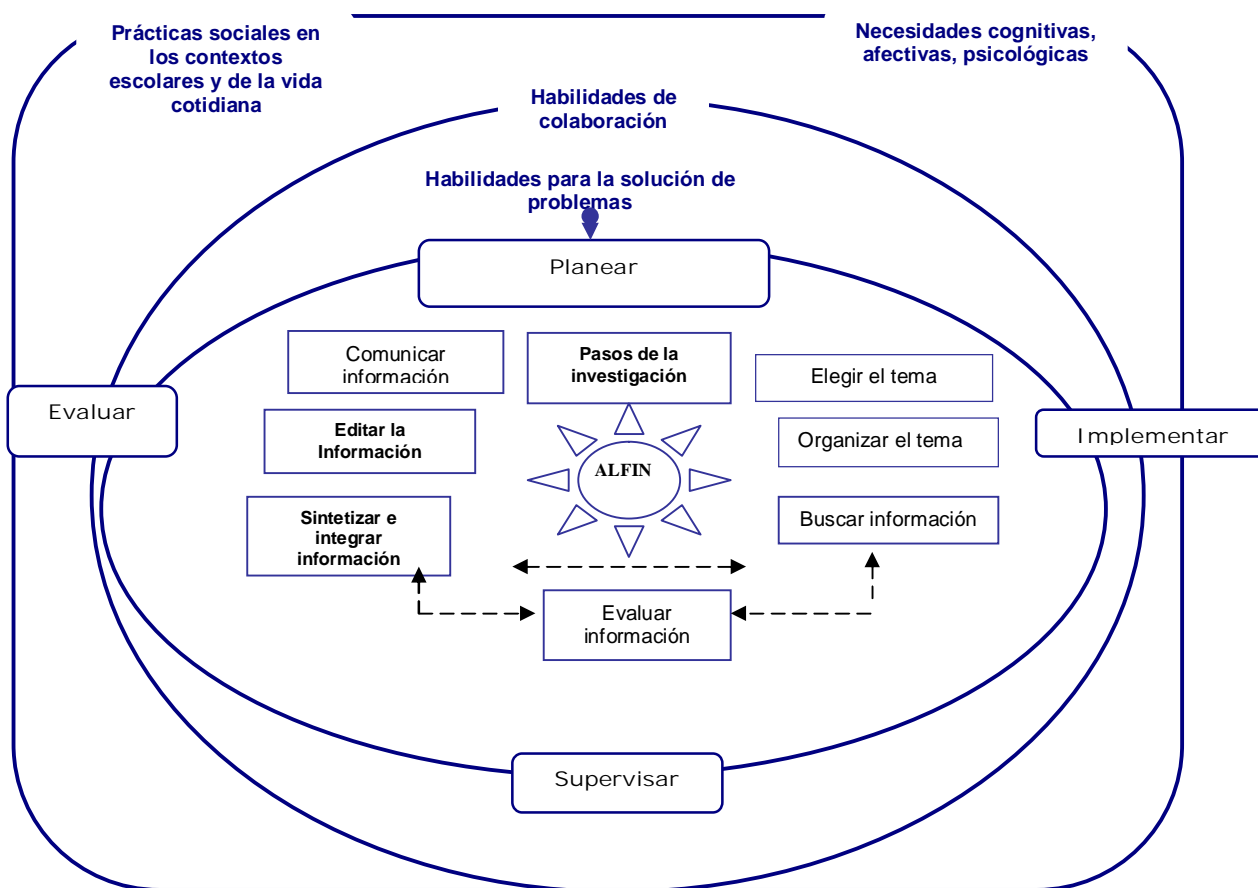 Prácticas sociales en
los contextos
escolares y de la vida
cotidiana
Necesidades cognitivas,
afectivas, psicológicas
Habilidades de
colaboración
Habilidades para la solución de
problemas
Planear
Comunicar
información
Pasos de la
investigación
Elegir el tema
Evaluar
Editar la
Información
ALFIN
Organizar el tema
Implementar
Sintetizar e
integrar
información
Buscar información
Evaluar
información
Supervisar